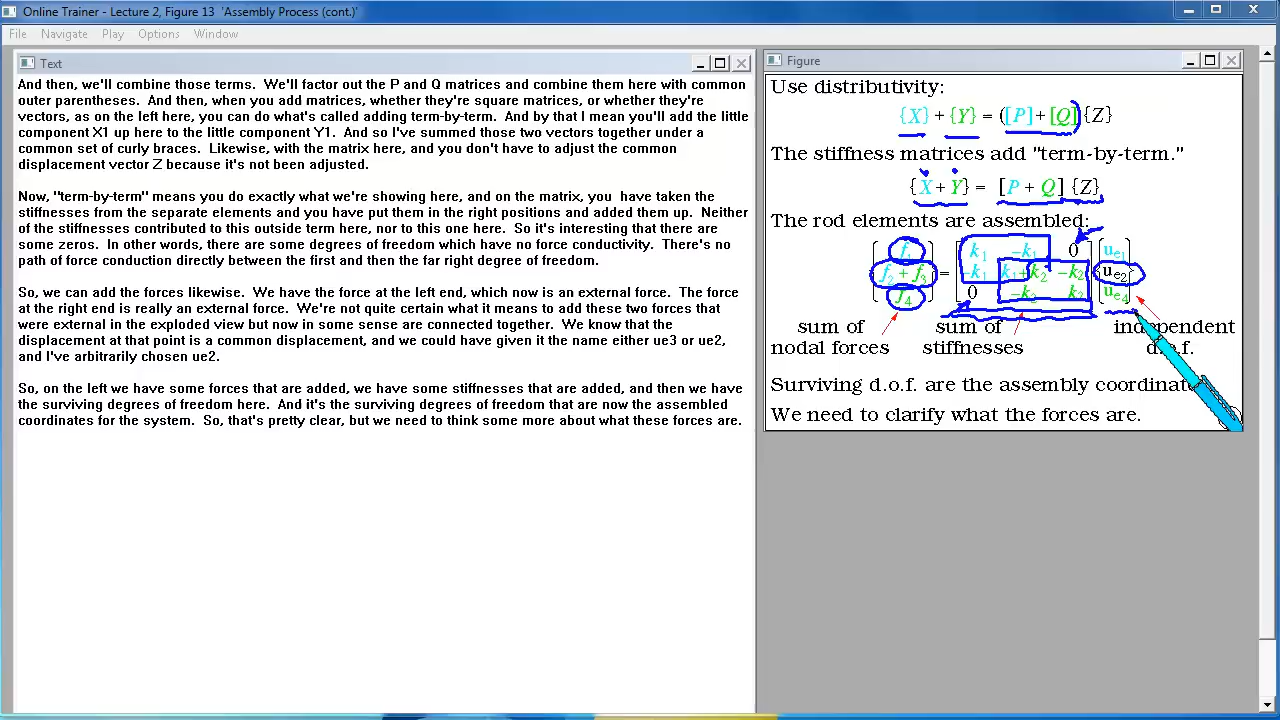 Online Trainer - Lecture 2, Figure 13 'Assembly Process (cont.)'
File Navigate Play Options Window
Text
And then, we'll combine those terms. We'll factor out the P and Q matrices and combine them here with common
outer parentheses. And then, when you add matrices, whether they're square matrices, or whether they're
vectors, as on the left here, you can do what's called adding term-by-term. And by that I mean you'll add the little
component X1 up here to the little component Y1. And so I've summed those two vectors together under a
common set of curly braces. Likewise, with the matrix here, and you don't have to adjust the common
displacement vector Z because it's not been adjusted.
Now, "term-by-term" means you do exactly what we're showing here, and on the matrix, you have taken the
stiffnesses from the separate elements and you have put them in the right positions and added them up. Neither
of the stiffnesses contributed to this outside term here, nor to this one here. So it's interesting that there are
some zeros. In other words, there are some degrees of freedom which have no force conductivity. There's no
path of force conduction directly between the first and then the far right degree of freedom.
So, we can add the forces likewise. We have the force at the left end, which now is an external force. The force
at the right end is really an external force. We're not quite certain what it means to add these two forces that
were external in the exploded view but now in some sense are connected together. We know that the
displacement at that point is a common displacement, and we could have given it the name either ue3 or ue2,
and I've arbitrarily chosen ue2.
So, on the left we have some forces that are added, we have some stiffnesses that are added, and then we have
the surviving degrees of freedom here. And it's the surviving degrees of freedom that are now the assembled
coordinates for the system. So, that's pretty clear, but we need to think some more about what these forces are.
Figure
Use distributivity:
{X} + {Y} = ([P] + [Q]){Z}
The stiffness matrices add "term-by-term."
{X + Y} = [P + Q] {Z}
The rod elements are assembled:
f1 k1 -k1 0 ue1
f2 + f3 = -k1 k1 + k2 -k2 ue2
f4 0 -k2 k2 ue4
sum of sum of independent
nodal forces stiffnesses d.o.f.
Surviving d.o.f. are the assembly
We need to clarify what the forces are.